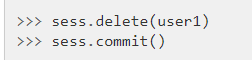 >>> sess.delete(user1)
>>> sess.commit()